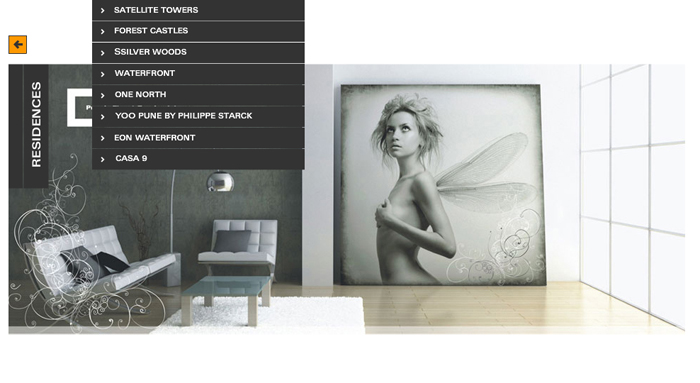 SATELLITE TOWERS
FOREST CASTLES
SSILVER WOODS
WATERFRONT
ONE NORTH
YOO PUNE BY PHILIPPE STARCK
EON WATERFRONT
CASA 9
RESIDENCES